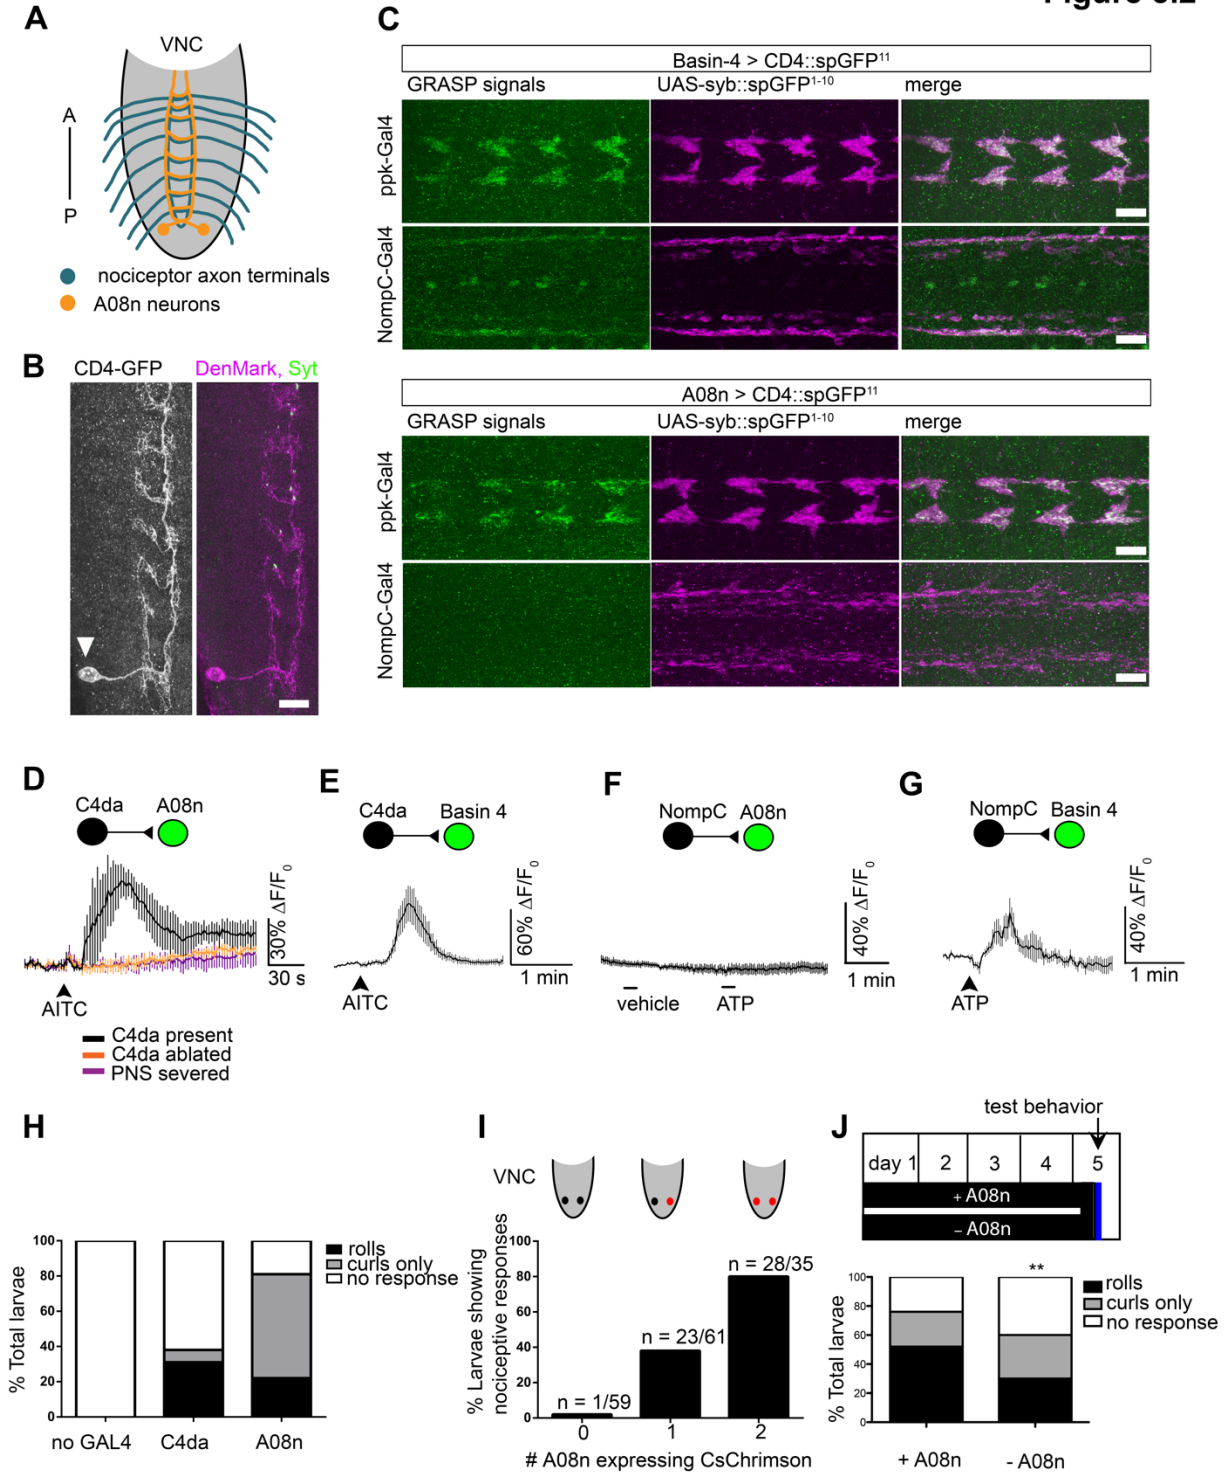 A
VNC
A
P
nociceptor axon terminals
A08n neurons
B
CD4-GFP
DenMark, Syt
C
Basin-4 > CD4::spGFP11
GRASP signals
UAS-syb::spGFP1-10
merge
ppk-Gal4
NompC-Gal4
A08n > CD4::spGFP11
GRASP signals
UAS-syb::spGFP1-10
merge
ppk-Gal4
NompC-Gal4
D
C4da
A08n
30% ΔF/F0
30 s
AITC
C4da present
C4da ablated
PNS severed
E
C4da
Basin 4
60% ΔF/F0
1 min
AITC
F
NompC
A08n
40% ΔF/F0
1 min
vehicle
ATP
G
NompC
Basin 4
40% ΔF/F0
1 min
ATP
H
% Total larvae
100
80
60
40
20
0
no GAL4
C4da
A08n
rolls
curls only
no response
I
VNC
% Larvae showing
nociceptive responses
100
80
60
40
20
0
n = 1/59
n = 23/61
n = 28/35
0
1
2
# A08n expressing CsChrimson
J
test behavior
day 1
2
3
4
5
+ A08n
– A08n
**
% Total larvae
100
80
60
40
20
0
+ A08n
- A08n
rolls
curls only
no response